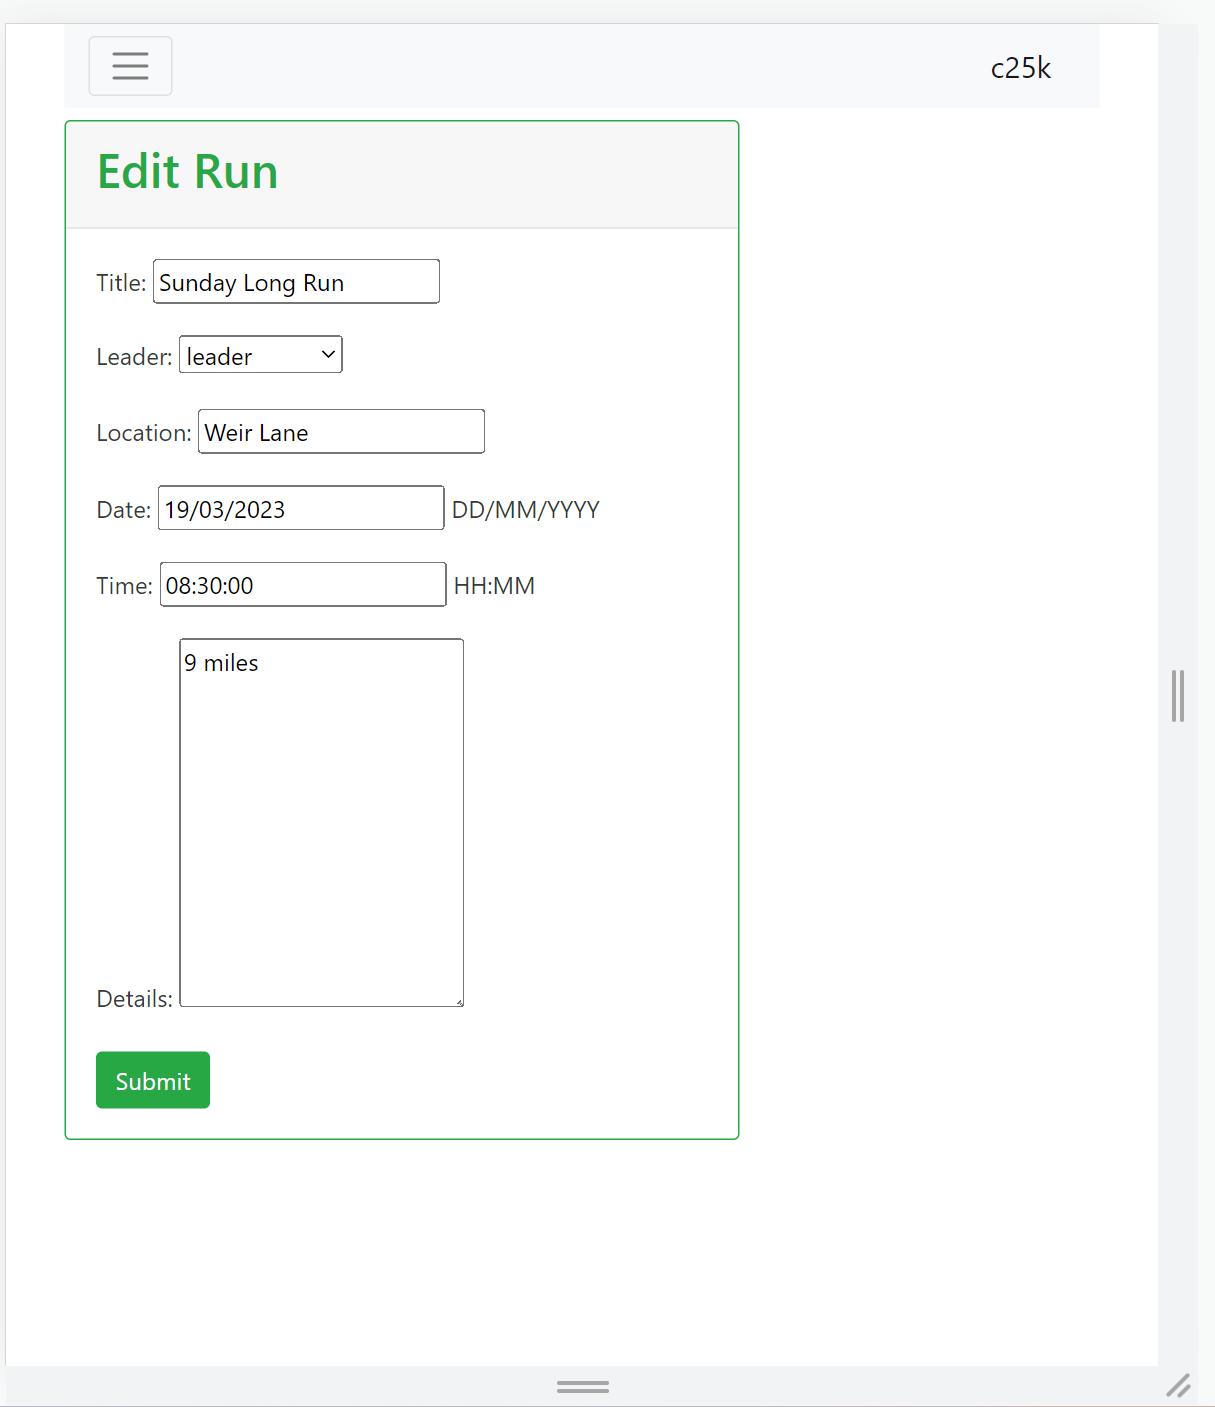 c25k
Edit Run
Title: Sunday Long Run
Leader: leader
Location: Weir Lane
Date: 19/03/2023 DD/MM/YYYY
Time: 08:30:00 HH:MM
9 miles
Details:
Submit